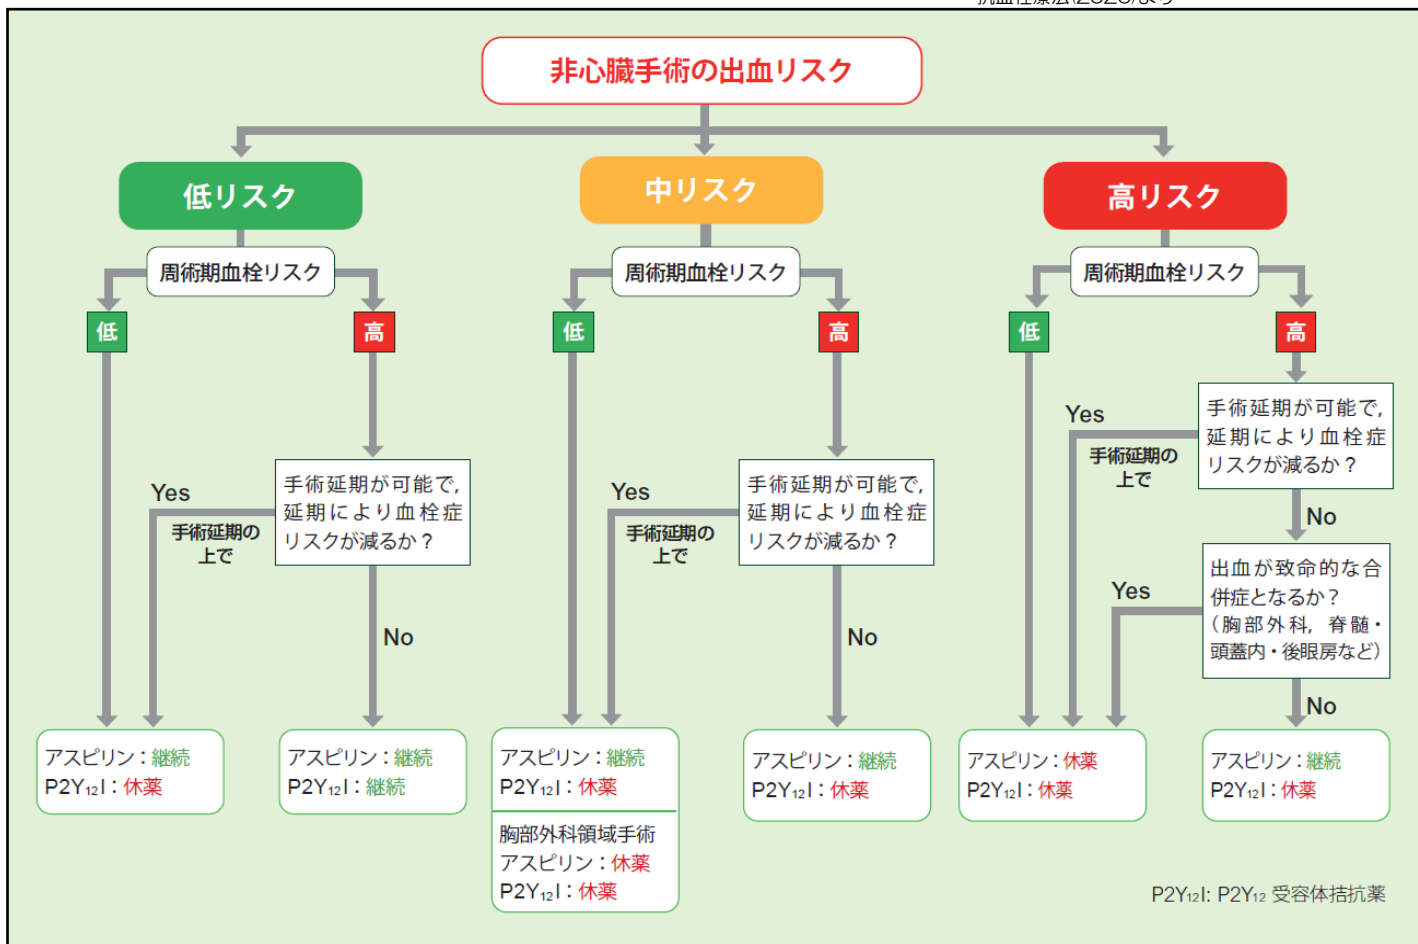 抗血栓療法(2020)より
非心臓手術の出血リスク
低リスク
周術期血栓リスク
低
高
手術延期が可能で,
延期により血栓症
リスクが減るか？
Yes
手術延期の
上で
No
アスピリン：継続
P2Y₁₂I：休薬
アスピリン：継続
P2Y₁₂I：継続
中リスク
周術期血栓リスク
低
高
手術延期が可能で,
延期により血栓症
リスクが減るか？
Yes
手術延期の
上で
No
アスピリン：継続
P2Y₁₂I：休薬
胸部外科領域手術
アスピリン：休薬
P2Y₁₂I：休薬
アスピリン：継続
P2Y₁₂I：休薬
高リスク
周術期血栓リスク
低
高
手術延期が可能で,
延期により血栓症
リスクが減るか？
Yes
手術延期の
上で
No
出血が致命的な合
併症となるか？
（胸部外科, 脊髄・
頭蓋内・後眼房など）
Yes
No
アスピリン：休薬
P2Y₁₂I：休薬
アスピリン：継続
P2Y₁₂I：休薬
P2Y₁₂I: P2Y₁₂ 受容体拮抗薬